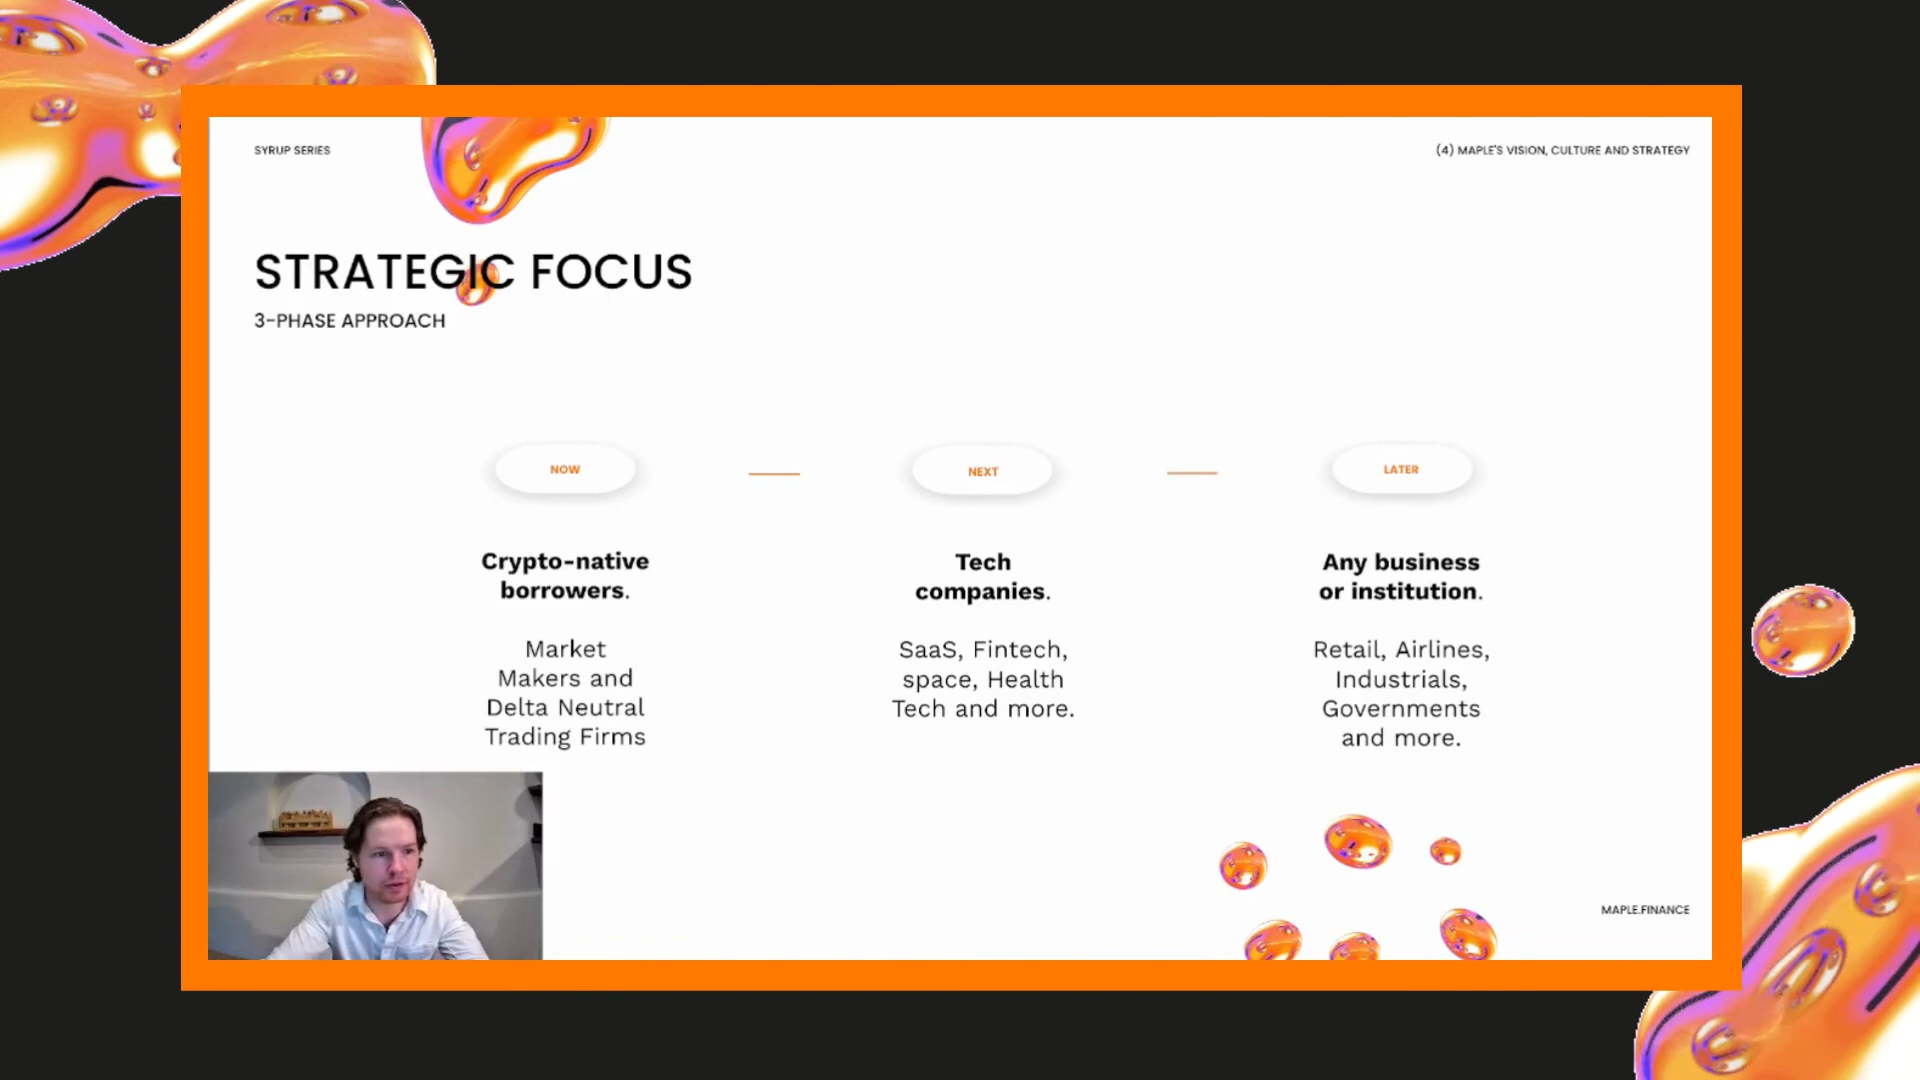 SYRUP SERIES
(4) MAPLE'S VISION, CULTURE AND STRATEGY
STRATEGIC FOCUS
3-PHASE APPROACH
NOW
NEXT
LATER
Crypto-native
borrowers.
Market
Makers and
Delta Neutral
Trading Firms
Tech
companies.
SaaS, Fintech,
space, Health
Tech and more.
Any business
or institution.
Retail, Airlines,
Industrials,
Governments
and more.
MAPLE.FINANCE